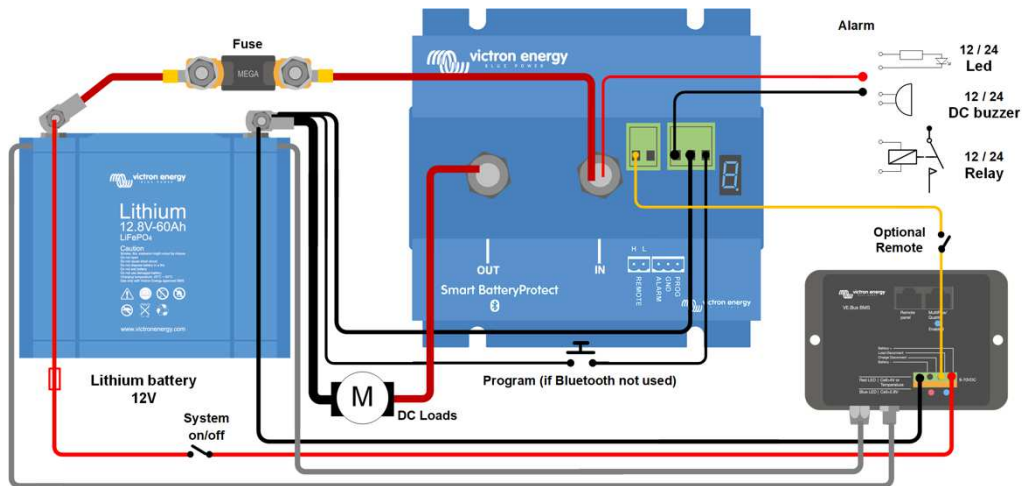 Fuse
MEGA
victron energy
BLUE POWER
Alarm
12 / 24
Led
12 / 24
DC buzzer
12 / 24
Relay
victron energy
Lithium
12.8V-60Ah
LiFePO4
Caution
www.victronenergy.com
OUT
IN
H L
REMOTE
ALARM
GND
PROG
Smart BatteryProtect
victron energy
Optional
Remote
victron energy
VE.Bus BMS
Remote
panel
Lithium battery
12V
Program (if Bluetooth not used)
M
DC Loads
System
on/off